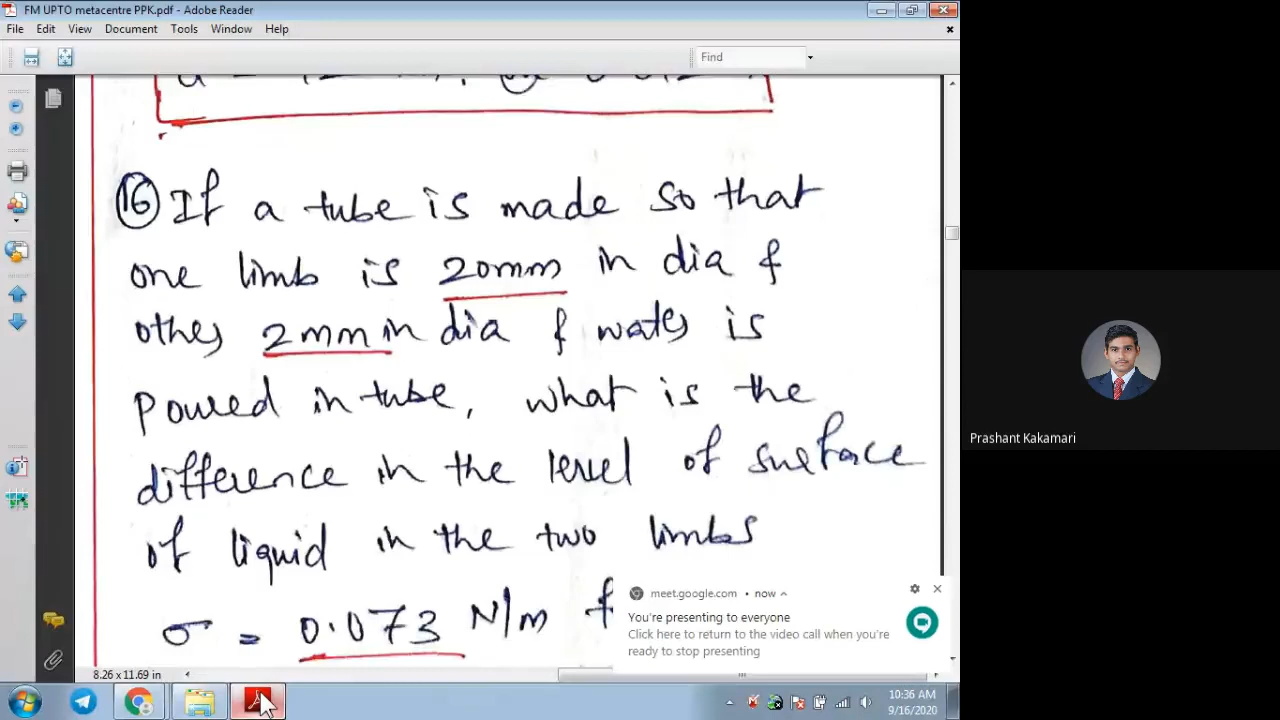 FM UPTO metacentre PPK.pdf - Adobe Reader
File Edit View Document Tools Window Help
Find
16 If a tube is made so that
one limb is 20mm in dia &
other 2mm in dia & water is
poured in tube, what is the
difference in the level of surface
of liquid in the two limbs
σ = 0.073 N/m &
meet.google.com • now
You're presenting to everyone
Click here to return to the video call when you're
ready to stop presenting
8.26 x 11.69 in
Prashant Kakamari
10:36 AM
9/16/2020